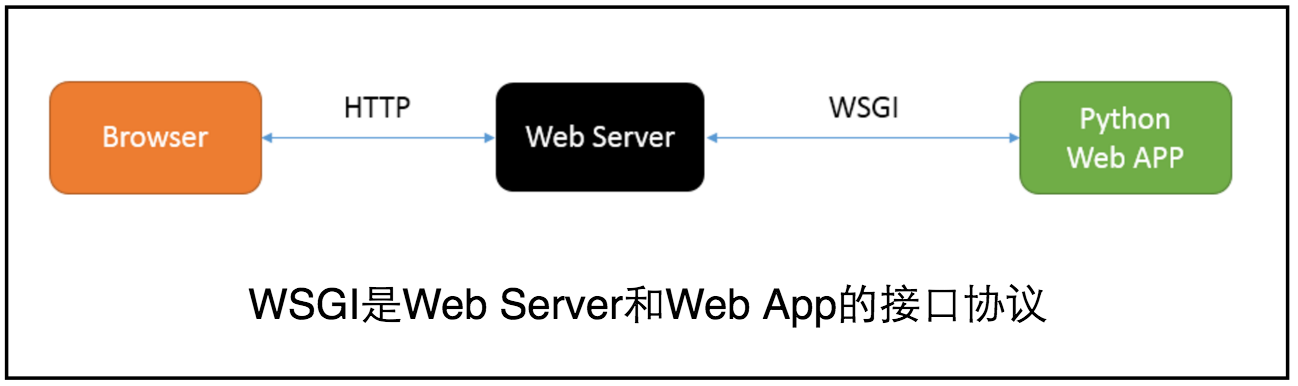 HTTP
WSGI
Browser
Web Server
Python
Web APP
WSGI是Web Server和Web App的接口协议